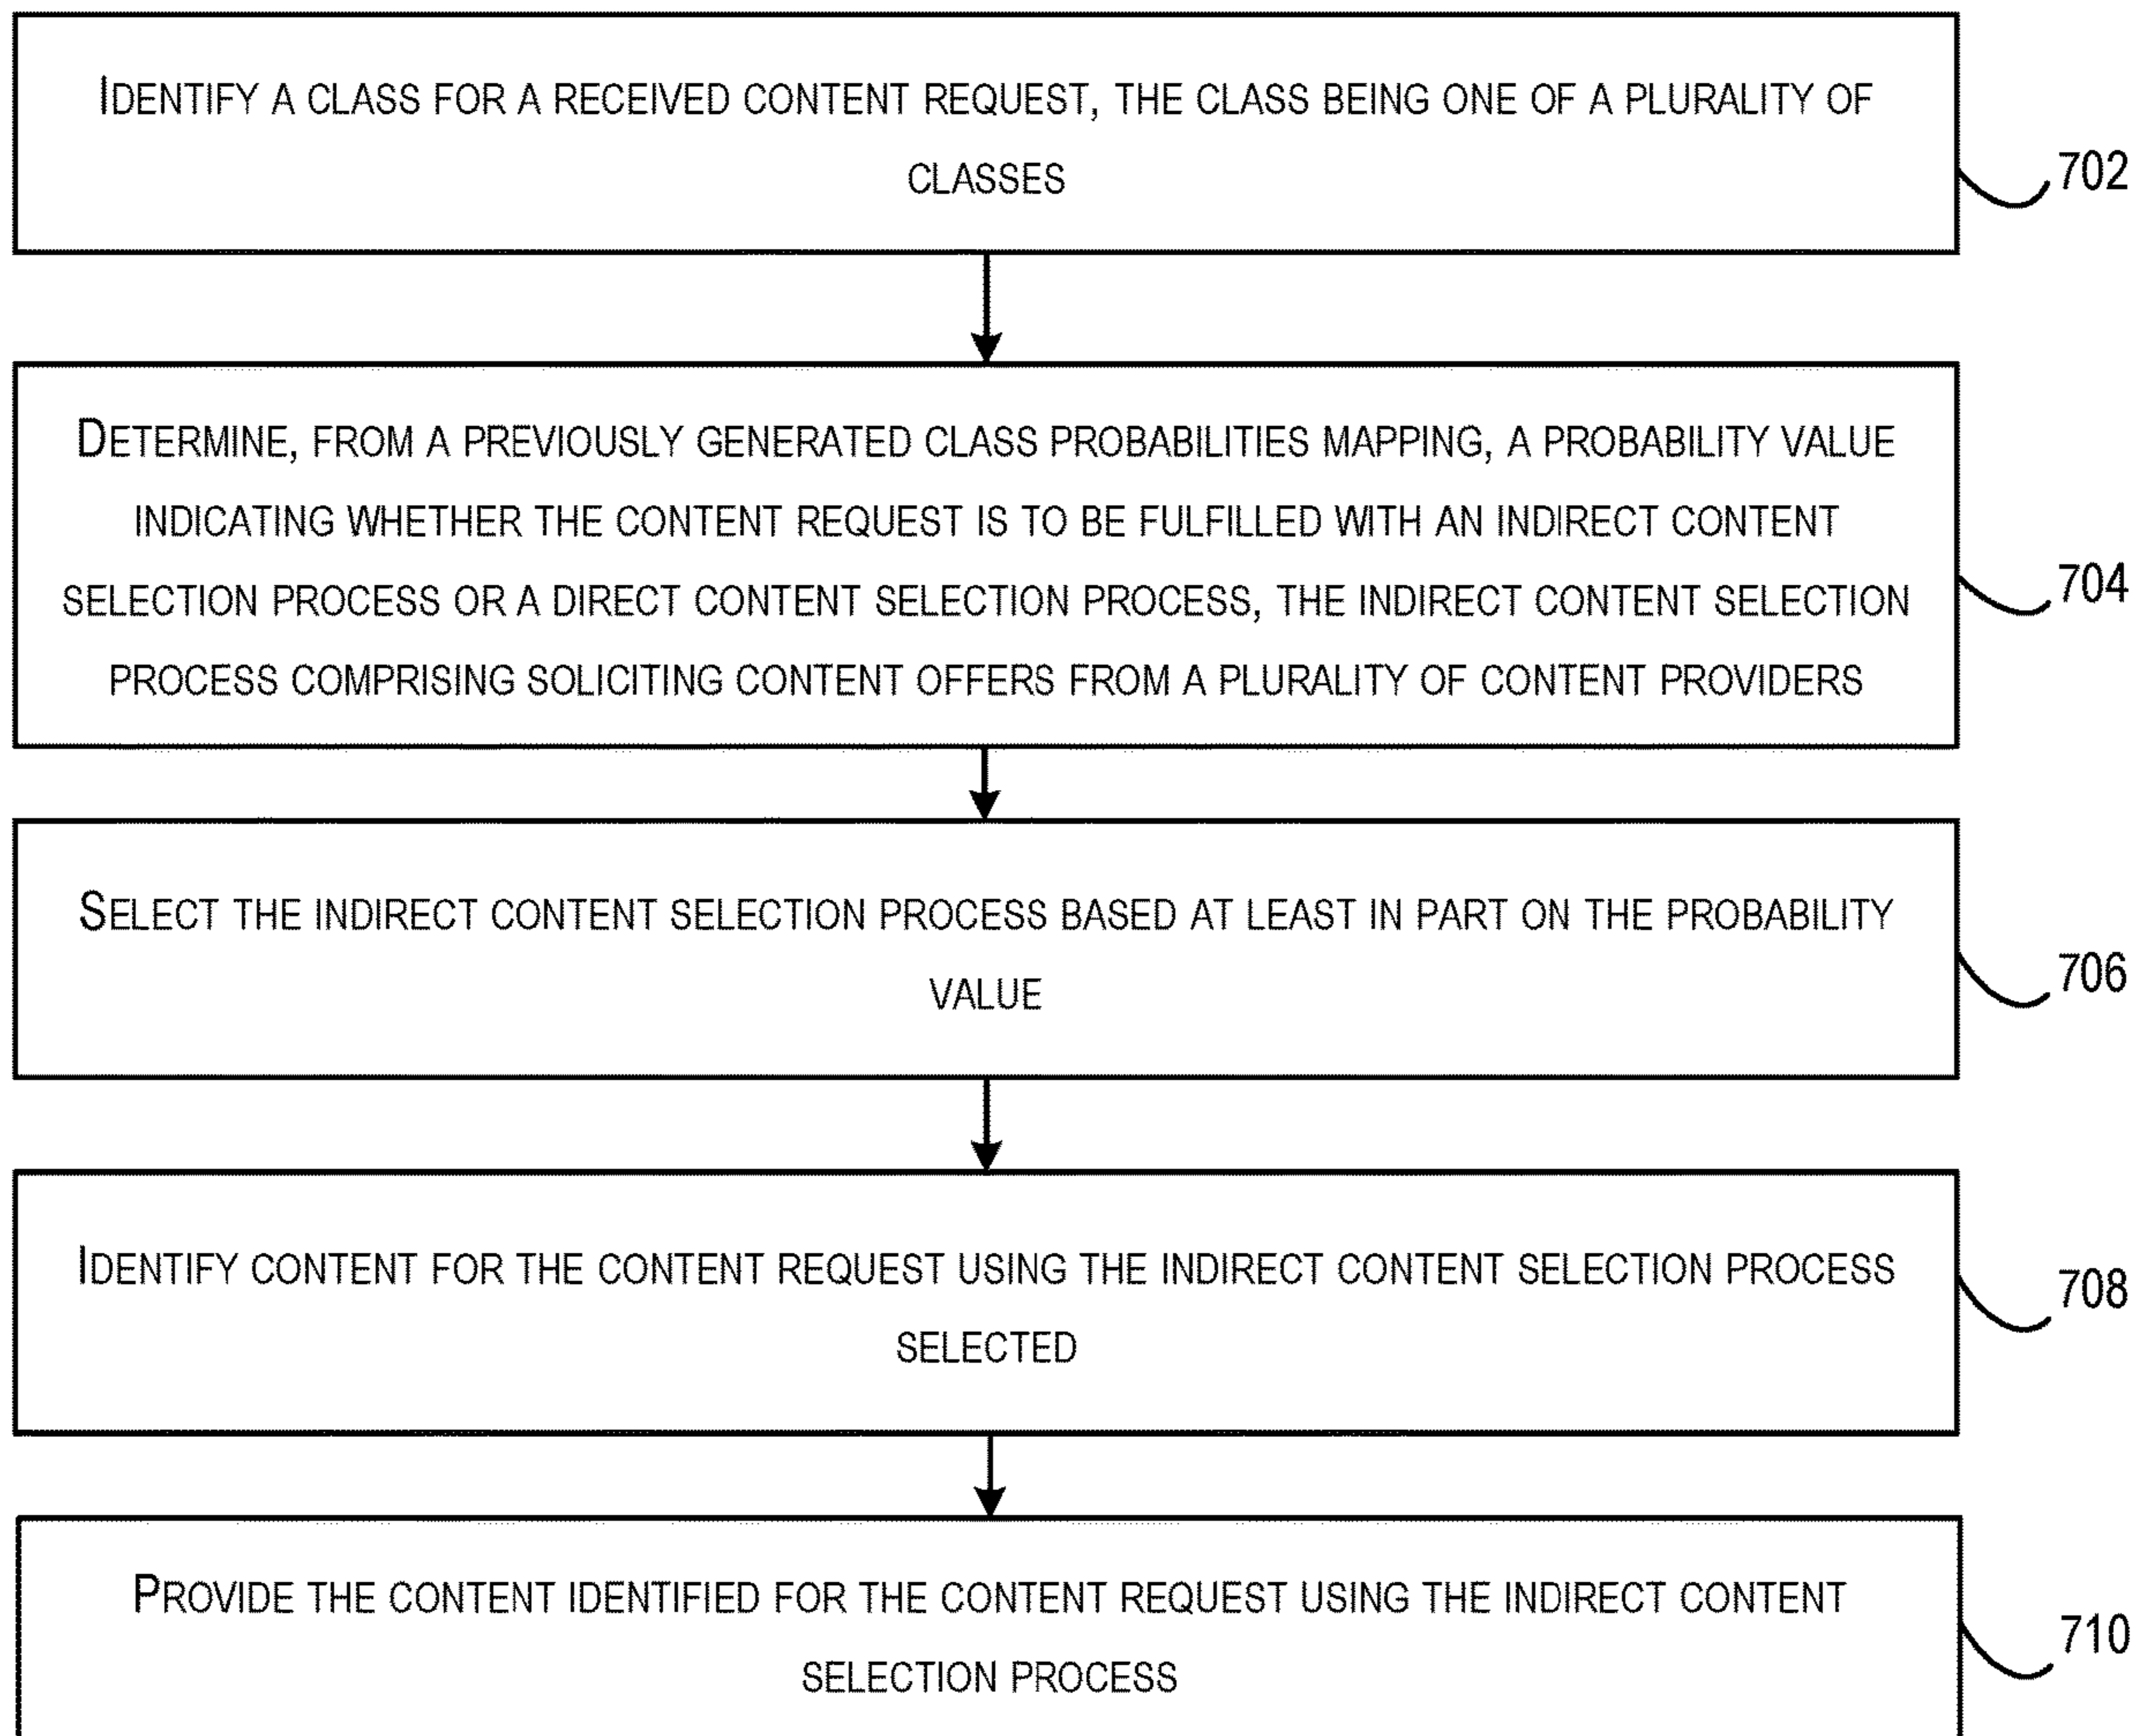 IDENTIFY A CLASS FOR A RECEIVED CONTENT REQUEST, THE CLASS BEING ONE OF A PLURALITY OF
CLASSES
702
DETERMINE, FROM A PREVIOUSLY GENERATED CLASS PROBABILITIES MAPPING, A PROBABILITY VALUE
INDICATING WHETHER THE CONTENT REQUEST IS TO BE FULFILLED WITH AN INDIRECT CONTENT
SELECTION PROCESS OR A DIRECT CONTENT SELECTION PROCESS, THE INDIRECT CONTENT SELECTION
PROCESS COMPRISING SOLICITING CONTENT OFFERS FROM A PLURALITY OF CONTENT PROVIDERS
704
SELECT THE INDIRECT CONTENT SELECTION PROCESS BASED AT LEAST IN PART ON THE PROBABILITY
VALUE
706
IDENTIFY CONTENT FOR THE CONTENT REQUEST USING THE INDIRECT CONTENT SELECTION PROCESS
SELECTED
708
PROVIDE THE CONTENT IDENTIFIED FOR THE CONTENT REQUEST USING THE INDIRECT CONTENT
SELECTION PROCESS
710